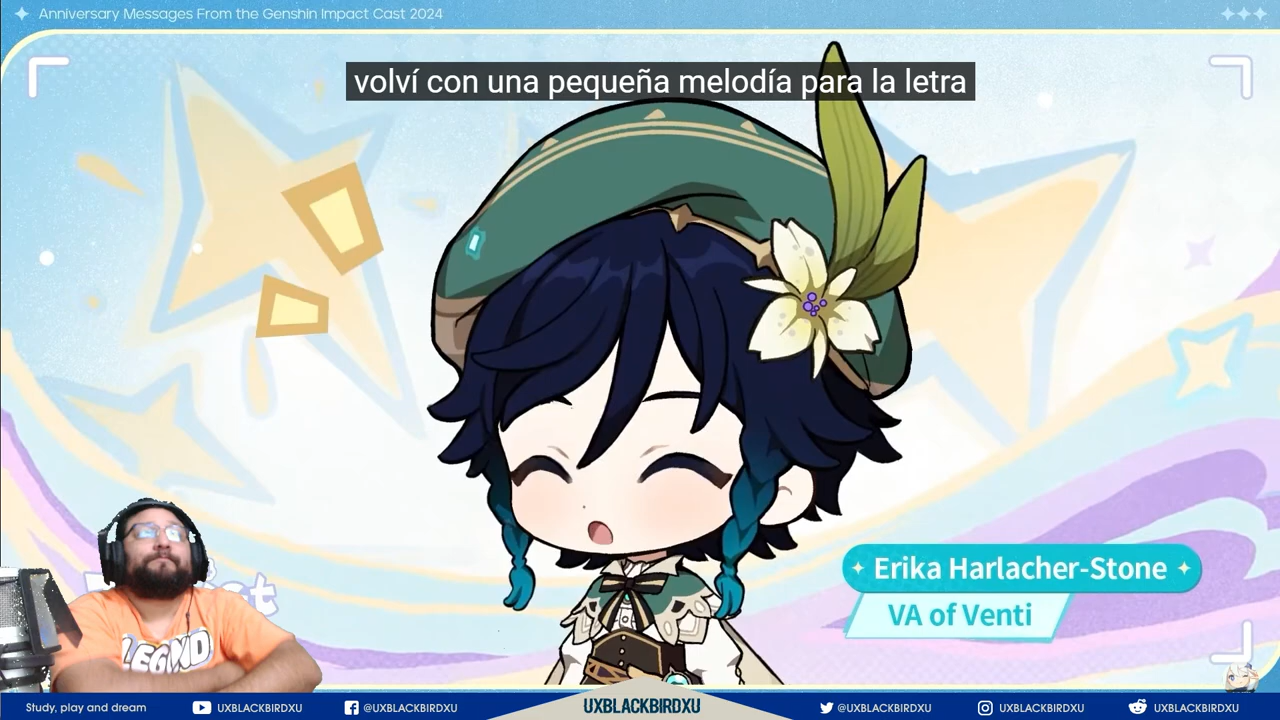 Anniversary Messages From the Genshin Impact Cast 2024
volví con una pequeña melodía para la letra
Erika Harlacher-Stone
VA of Venti
LEGEND
Study, play and dream
UXBLACKBIRDXU
@UXBLACKBIRDXU
UXBLACKBIRDXU
@UXBLACKBIRDXU
UXBLACKBIRDXU
UXBLACKBIRDXU